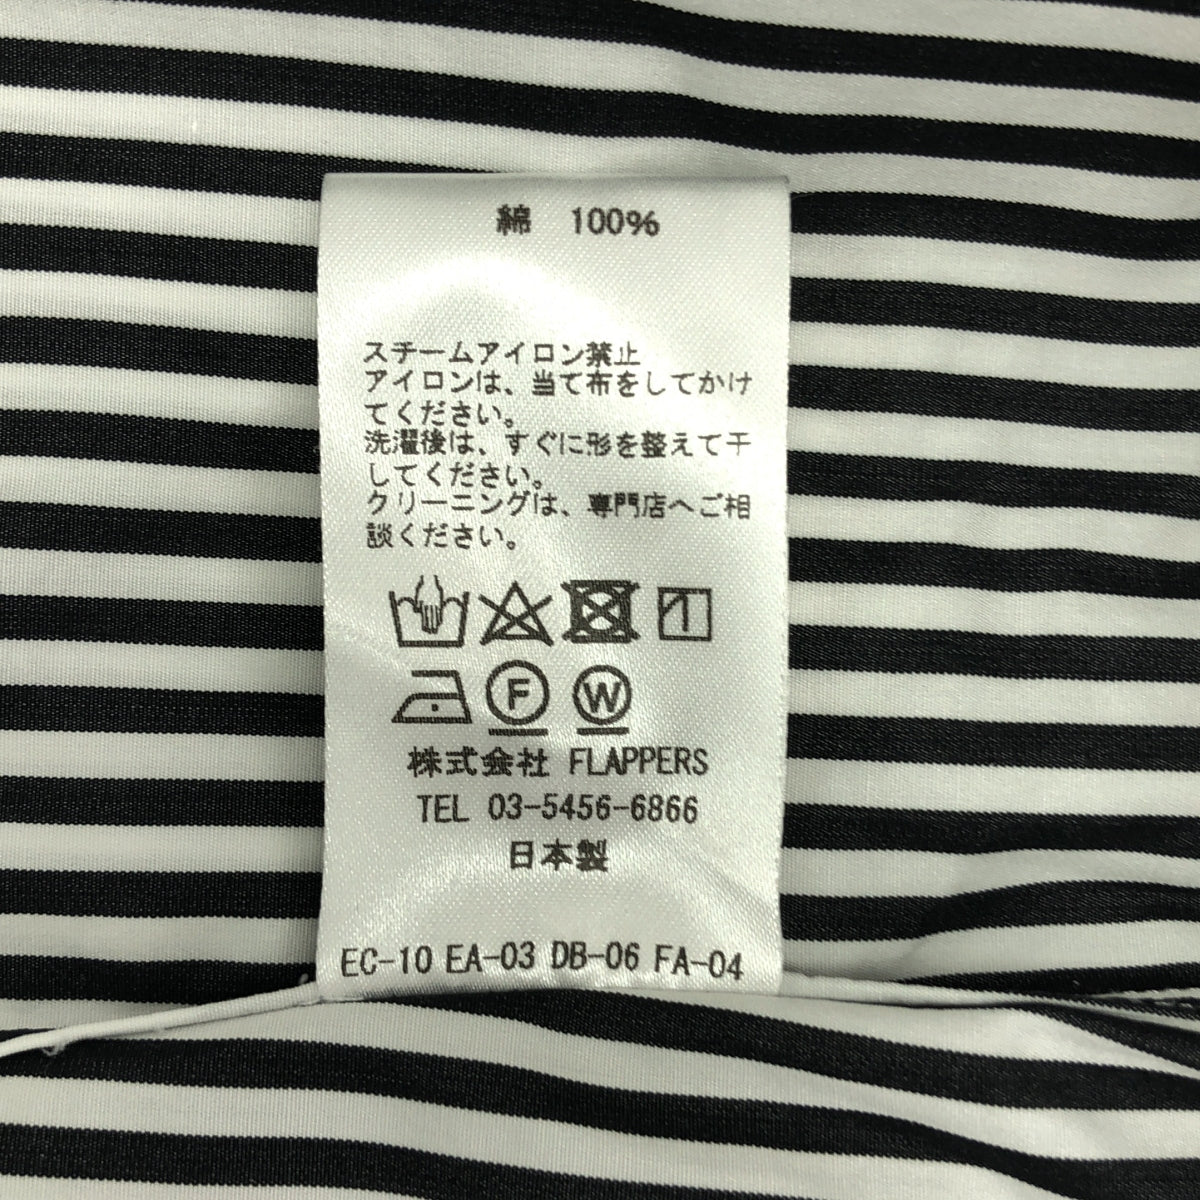 綿 100%
スチームアイロン禁止
アイロンは、当て布をしてかけ
てください。
洗濯後は、すぐに形を整えて干
してください。
クリーニングは、専門店へご相
談ください。
F W
株式会社 FLAPPERS
TEL 03-5456-6866
日本製
EC-10 EA-03 DB-06 FA-04